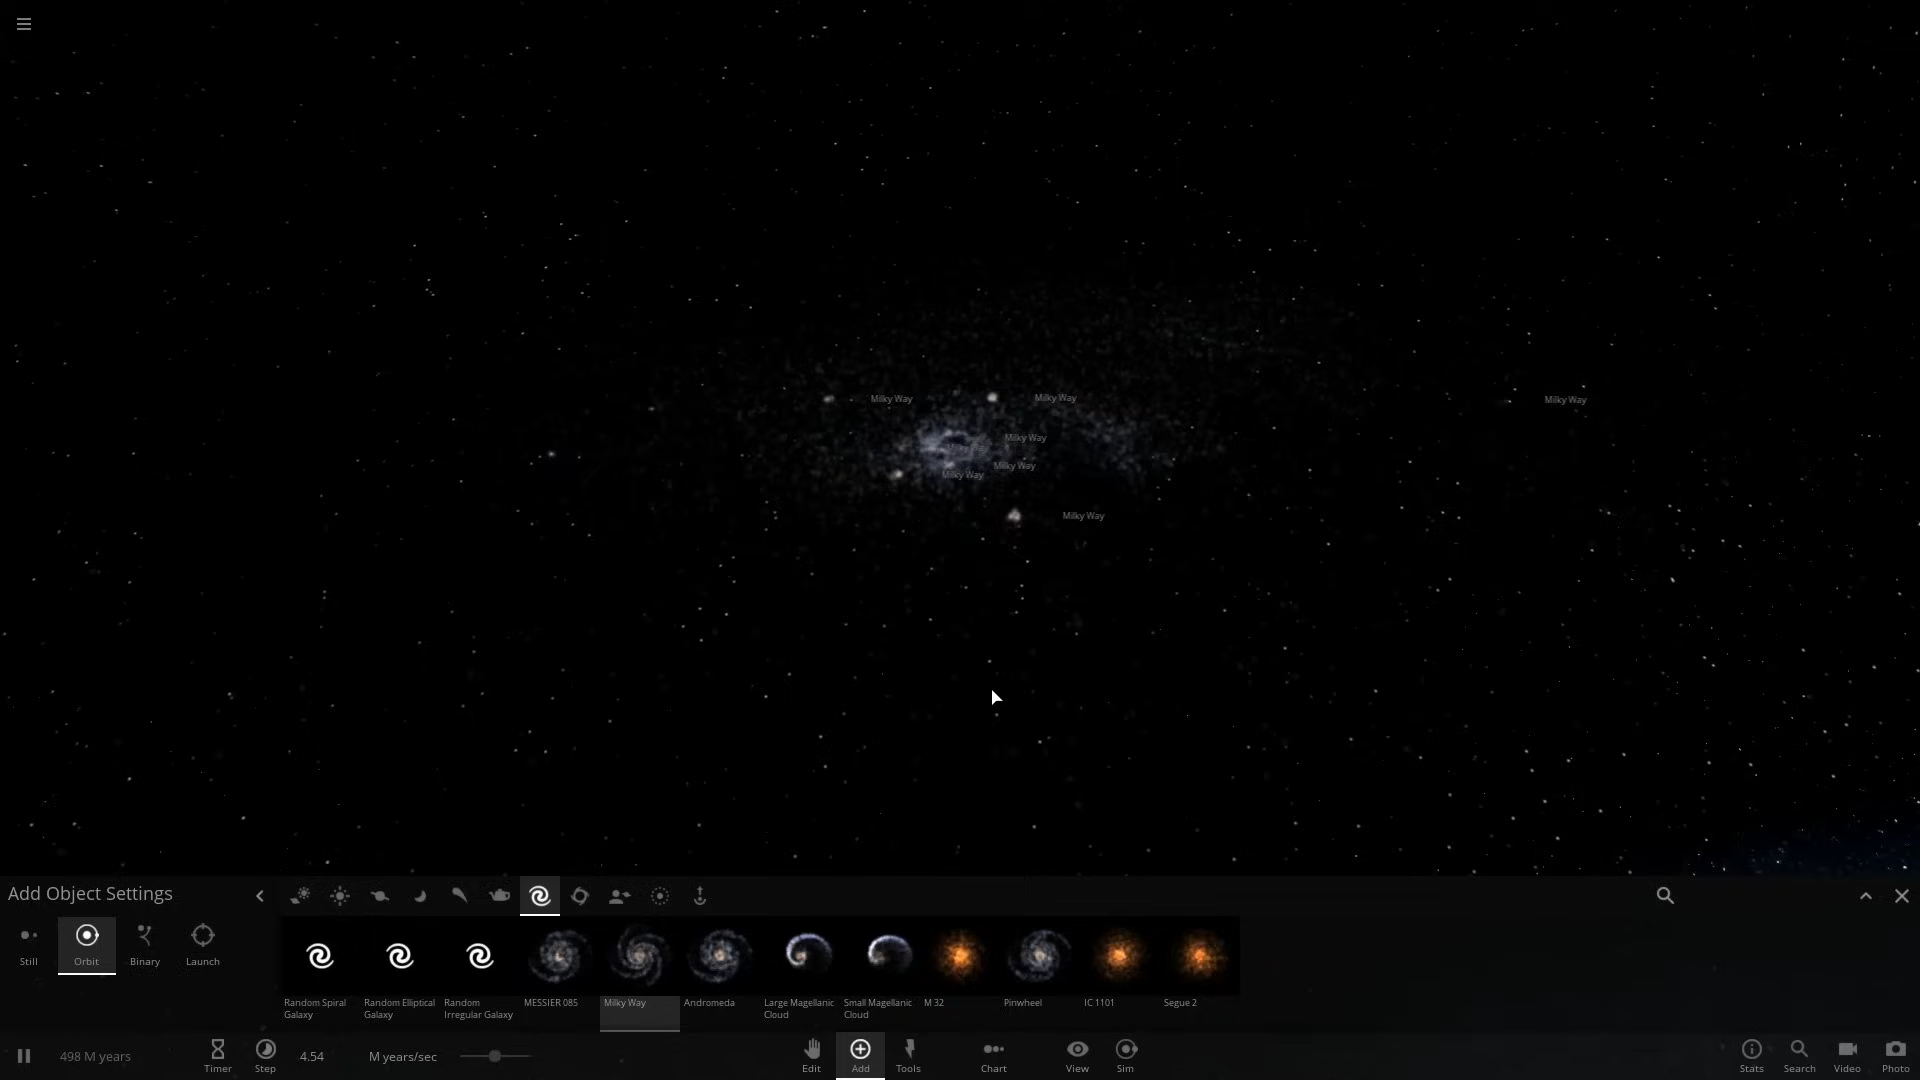 Milky Way
Milky Way
Milky Way
Milky Way
Milky Way
Milky Way
Milky Way
Add Object Settings
Still
Orbit
Binary
Launch
Random Spiral
Galaxy
Random Elliptical
Galaxy
Random
Irregular Galaxy
MESSIER 085
Milky Way
Andromeda
Large Magellanic
Cloud
Small Magellanic
Cloud
M 32
Pinwheel
IC 1101
Segue 2
498 M years
Timer
Step
4.54
M years/sec
Edit
Add
Tools
Chart
View
Sim
Stats
Search
Video
Photo